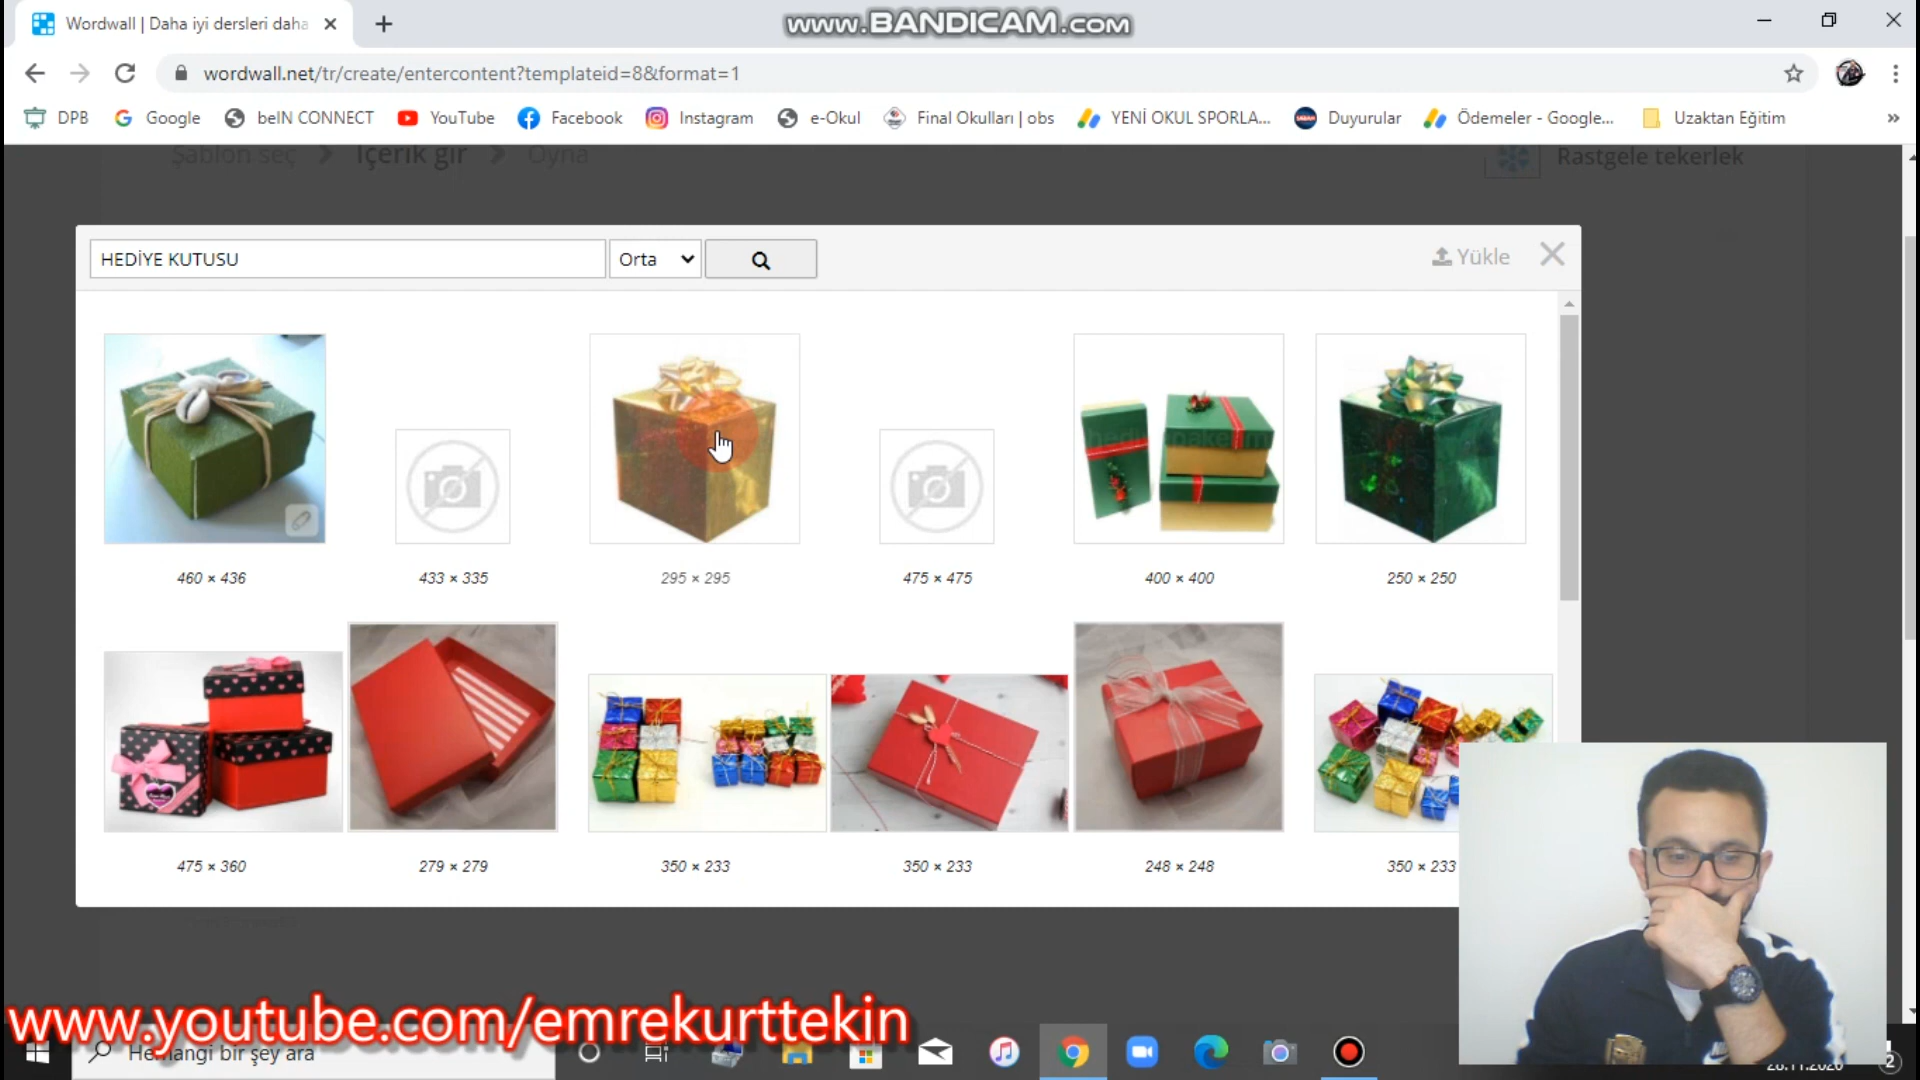 Wordwall | Daha iyi dersleri daha
www.BANDICAM.com
wordwall.net/tr/create/entercontent?templateid=8&format=1
DPB
Google
beIN CONNECT
YouTube
Facebook
Instagram
e-Okul
Final Okulları | obs
YENİ OKUL SPORLA...
Duyurular
Ödemeler - Google...
Uzaktan Eğitim
»
Şablon seç
İçerik gir
Oyna
Rastgele tekerlek
HEDİYE KUTUSU
Orta
Yükle
460 × 436
433 × 335
295 × 295
475 × 475
400 × 400
250 × 250
475 × 360
279 × 279
350 × 233
350 × 233
248 × 248
350 × 233
www.youtube.com/emrekurttekin
Herhangi bir şey ara
28.11.2020
2